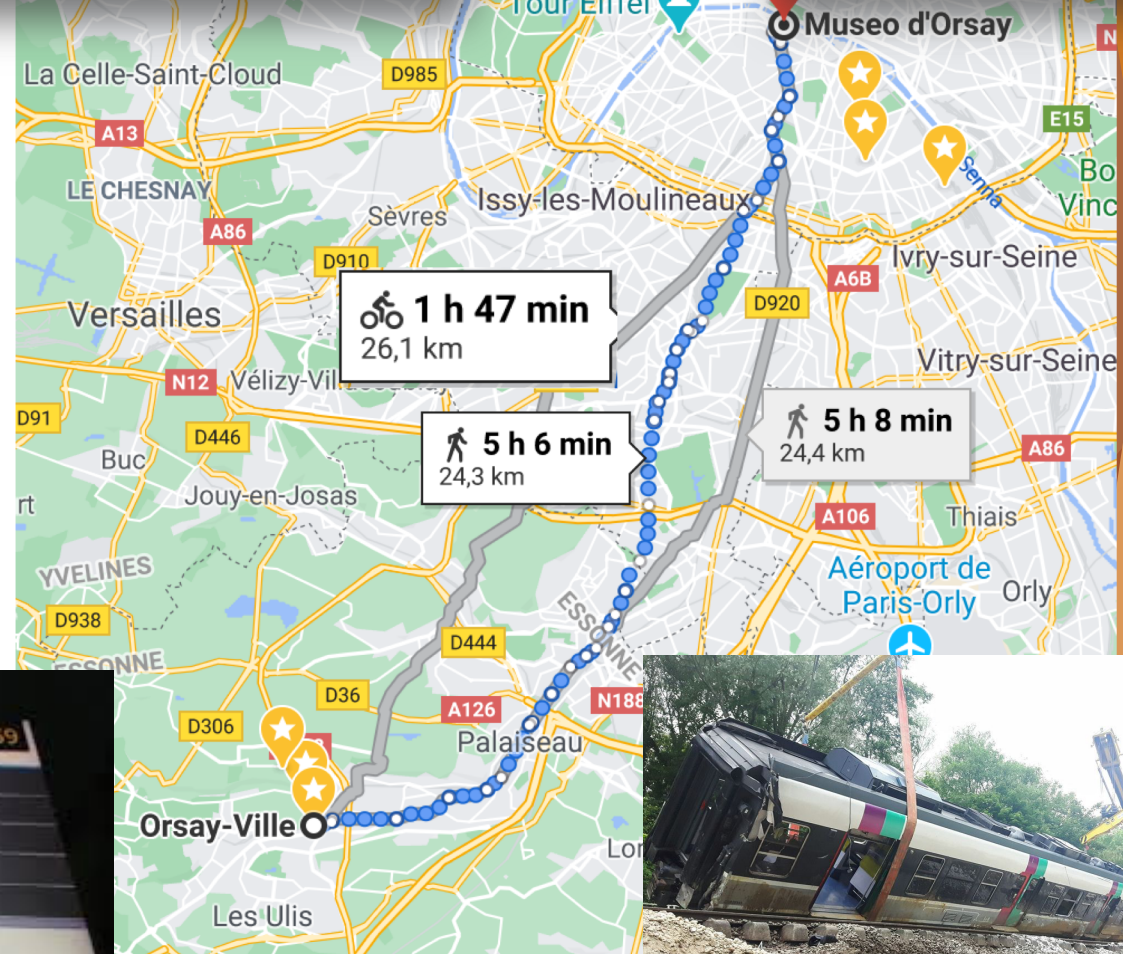 Tour Eiffel
Museo d'Orsay
La Celle-Saint-Cloud
D985
N
A13
E15
Bo
Vinc
LE CHESNAY
Issy-les-Moulineaux
Senna
Sèvres
A86
D910
Ivry-sur-Seine
A6B
1 h 47 min
26,1 km
D920
Versailles
Vitry-sur-Seine
N12
Vélizy-Villacoublay
D91
D446
5 h 6 min
24,3 km
5 h 8 min
24,4 km
Buc
A86
rt
Jouy-en-Josas
A106
Thiais
YVELINES
Aéroport de
Paris-Orly
Orly
D938
ESSONNE
D444
ESSONNE
D36
A126
N188
D306
Palaiseau
Orsay-Ville
Lon
Les Ulis